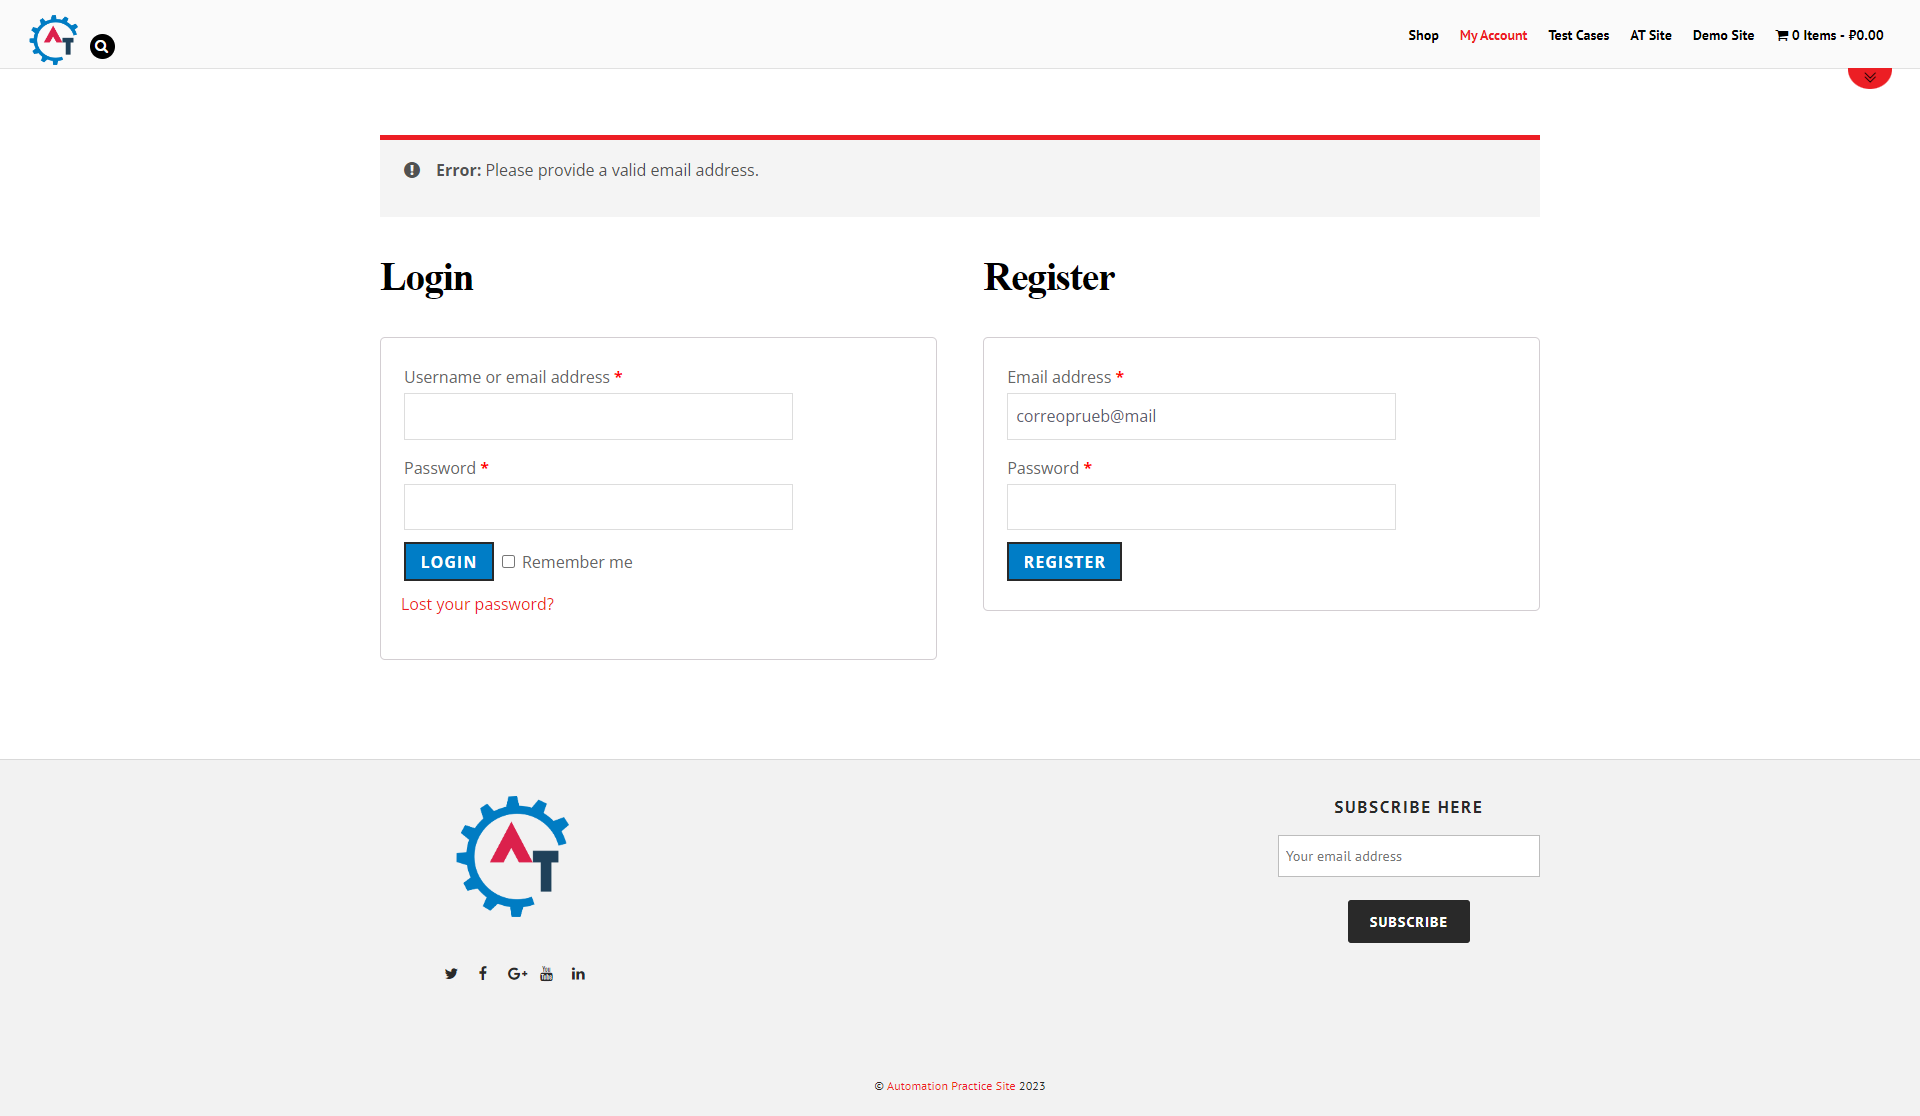 Shop My Account Test Cases AT Site Demo Site 0 Items - ₽0.00
Error: Please provide a valid email address.
Login
Register
Username or email address *
Email address *
correoprueb@mail
Password *
Password *
LOGIN Remember me
REGISTER
Lost your password?
AT
SUBSCRIBE HERE
Your email address
SUBSCRIBE
© Automation Practice Site 2023